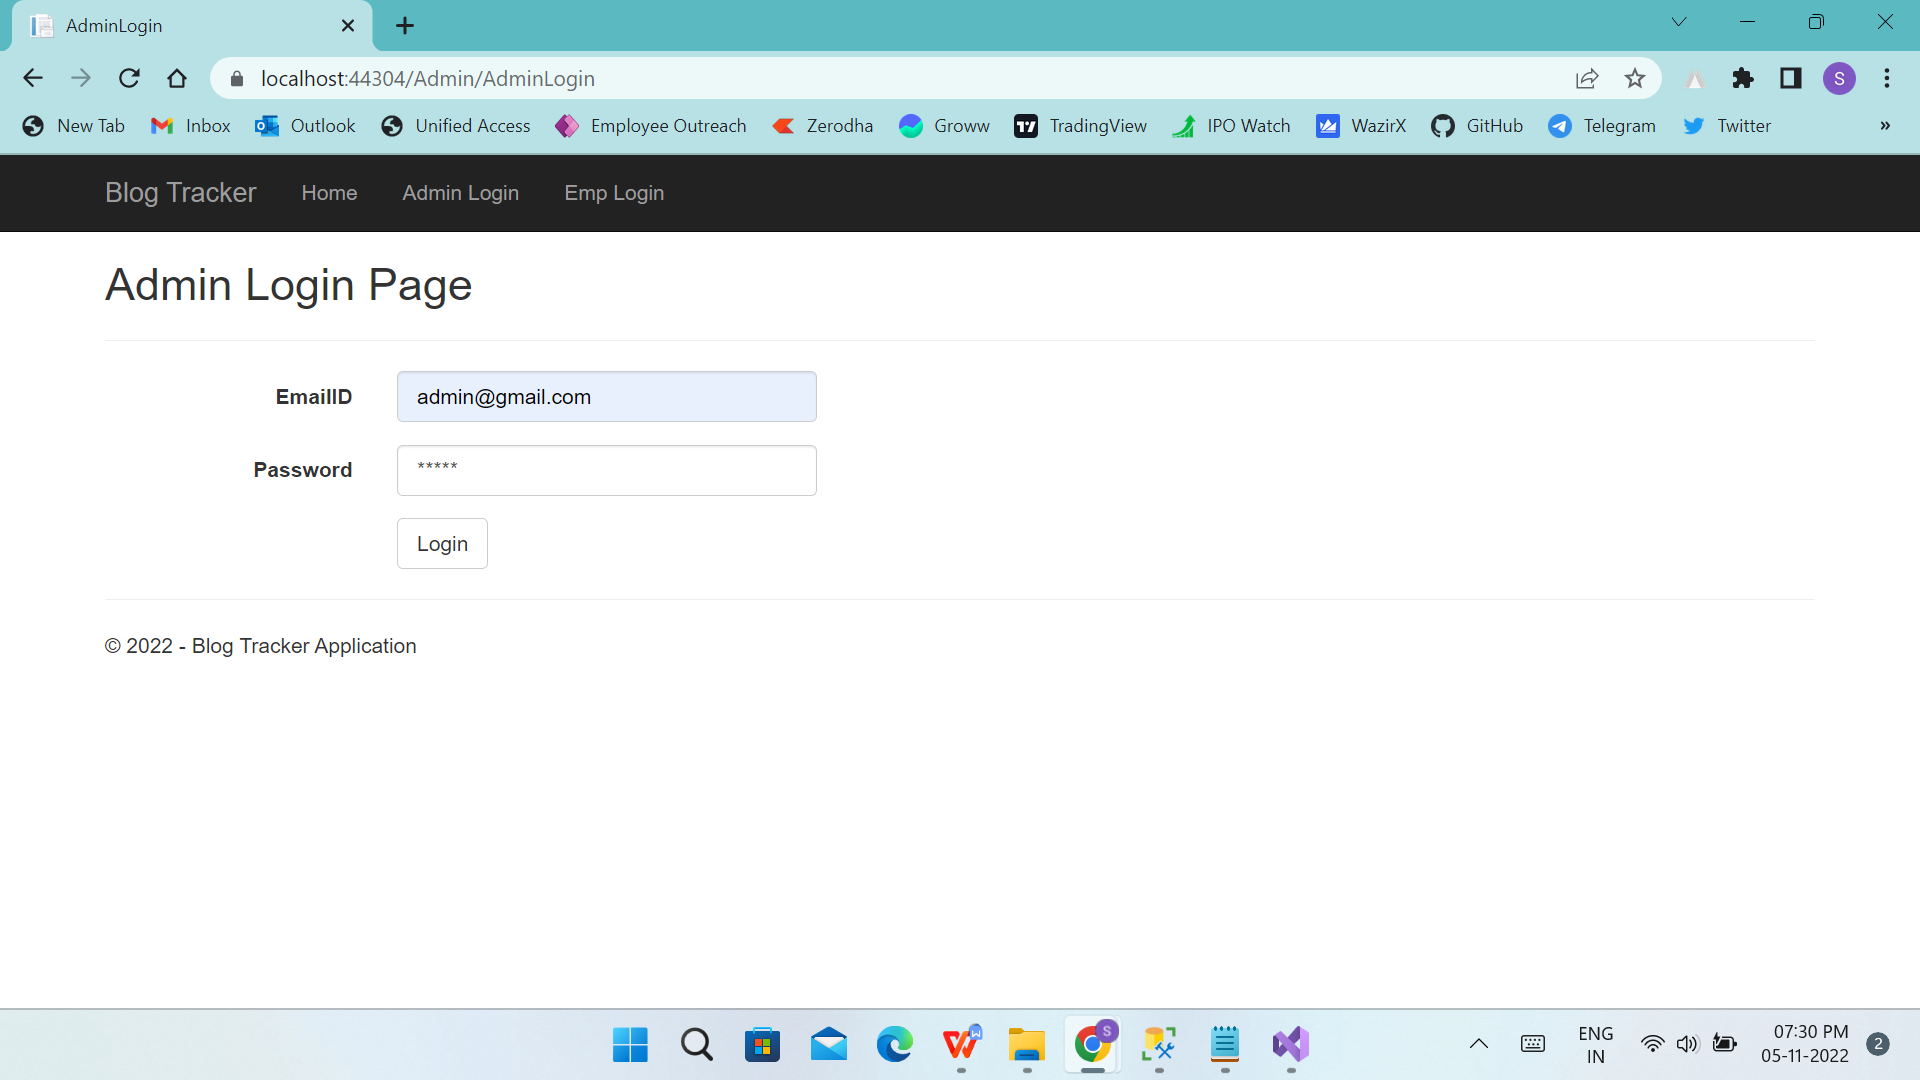 AdminLogin
localhost:44304/Admin/AdminLogin
S
New Tab Inbox Outlook Unified Access Employee Outreach Zerodha Groww TradingView IPO Watch WazirX GitHub Telegram Twitter »
Blog Tracker Home Admin Login Emp Login
Admin Login Page
EmailID admin@gmail.com
Password *****
Login
© 2022 - Blog Tracker Application
S
ENG
IN
07:30 PM
05-11-2022
2